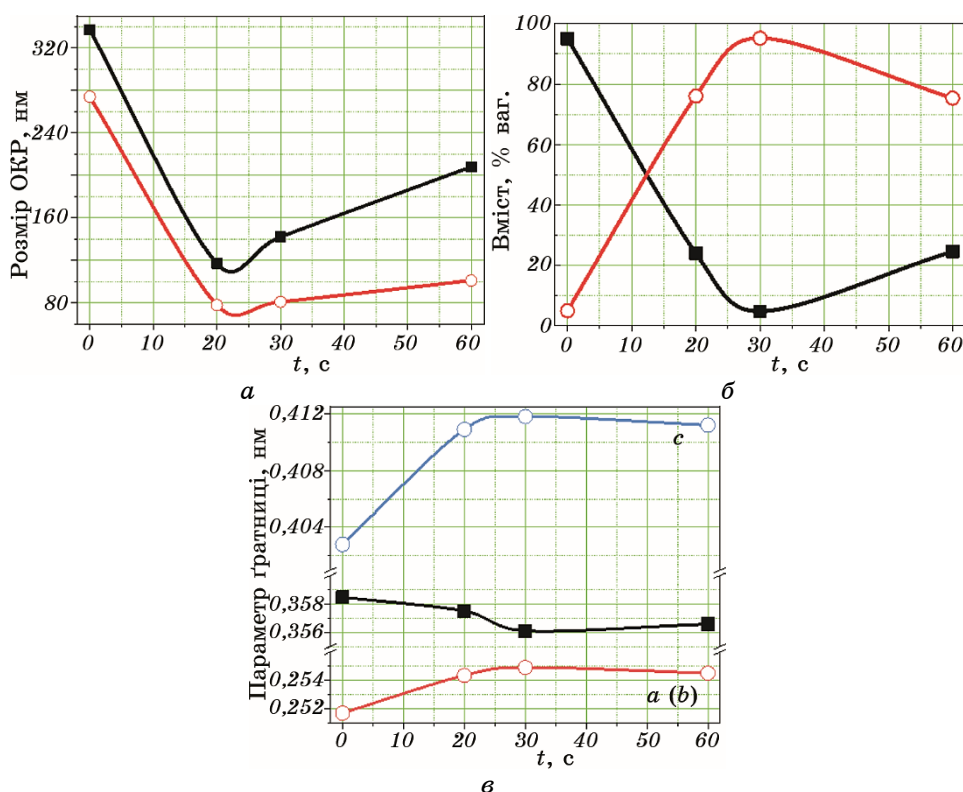 Розмір ОКР, нм
320
240
160
80
0 10 20 30 40 50 60
t, с
а
Вміст, % ваг.
100
80
60
40
20
0
0 10 20 30 40 50 60
t, с
б
Параметр ґратниці, нм
0,412
0,408
0,404
0,358
0,356
0,254
0,252
c
a (b)
0 10 20 30 40 50 60
t, с
в